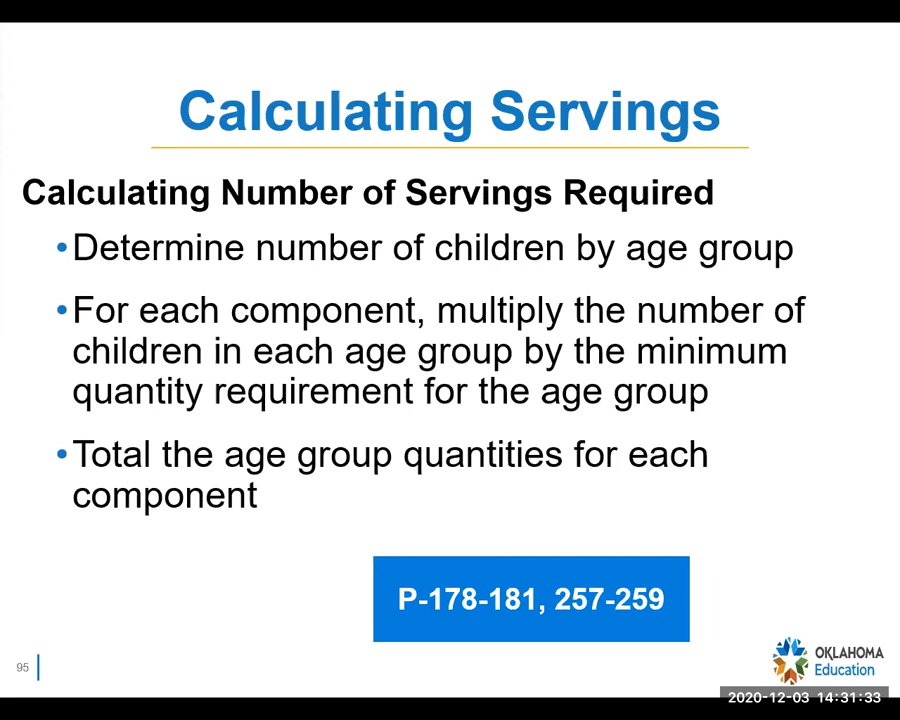 Calculating Servings
Calculating Number of Servings Required
•Determine number of children by age group
•For each component, multiply the number of
children in each age group by the minimum
quantity requirement for the age group
•Total the age group quantities for each
component
P-178-181, 257-259
95
OKLAHOMA
Education
2020-12-03 14:31:33